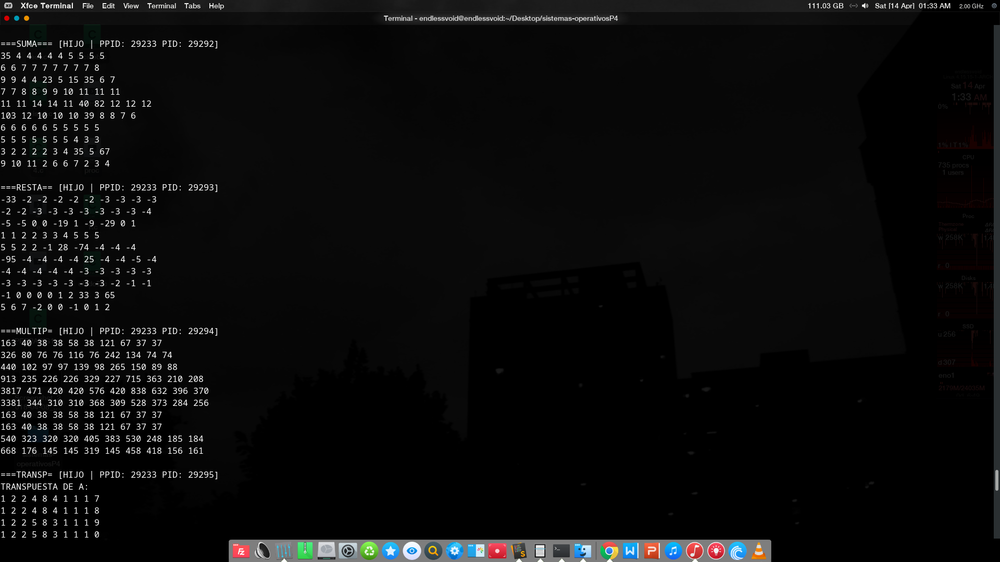 Xfce Terminal File Edit View Terminal Tabs Help 111.03 GB Sat [14 Apr] 01:33 AM 2.00 GHz
Terminal - endlessvoid@endlessvoid:~/Desktop/sistemas-operativosP4
===SUMA=== [HIJO | PPID: 29233 PID: 29292]
35 4 4 4 4 4 5 5 5 5
6 6 7 7 7 7 7 7 7 8
9 9 4 4 23 5 15 35 6 7
7 7 8 8 9 9 10 11 11 11
11 11 14 14 11 40 82 12 12 12
103 12 10 10 10 39 8 8 7 6
6 6 6 6 6 5 5 5 5 5
5 5 5 5 5 5 5 4 3 3
3 2 2 2 2 3 4 35 5 67
9 10 11 2 6 6 7 2 3 4
===RESTA== [HIJO | PPID: 29233 PID: 29293]
-33 -2 -2 -2 -2 -2 -3 -3 -3 -3
-2 -2 -3 -3 -3 -3 -3 -3 -3 -4
-5 -5 0 0 -19 1 -9 -29 0 1
1 1 2 2 3 3 4 5 5 5
5 5 2 2 -1 28 -74 -4 -4 -4
-95 -4 -4 -4 -4 25 -4 -4 -5 -4
-4 -4 -4 -4 -4 -3 -3 -3 -3 -3
-3 -3 -3 -3 -3 -3 -3 -2 -1 -1
-1 0 0 0 0 1 2 33 3 65
5 6 7 -2 0 0 -1 0 1 2
===MULTIP= [HIJO | PPID: 29233 PID: 29294]
163 40 38 38 58 38 121 67 37 37
326 80 76 76 116 76 242 134 74 74
440 102 97 97 139 98 265 150 89 88
913 235 226 226 329 227 715 363 210 208
3817 471 420 420 576 420 838 632 396 370
3381 344 310 310 368 309 528 373 284 256
163 40 38 38 58 38 121 67 37 37
163 40 38 38 58 38 121 67 37 37
540 323 320 320 405 383 530 248 185 184
668 176 145 145 319 145 458 418 156 161
===TRANSP= [HIJO | PPID: 29233 PID: 29295]
TRANSPUESTA DE A:
1 2 2 4 8 4 1 1 1 7
1 2 2 4 8 4 1 1 1 8
1 2 2 5 8 3 1 1 1 9
1 2 2 5 8 3 1 1 1 0
4.c
proc
sistemas-
operativosP4
Sat 14 Apr
1:33 AM
0%
1% | T1%
CPU
735 procs
1 users
Proc
w 258K
r 0
Disks
w 258K
r 0
SSD
u 256
d 307
eno1
2179M/24035M